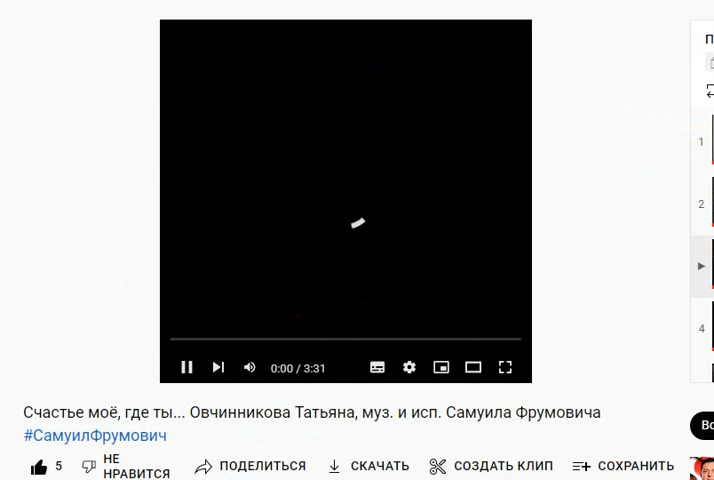 0:00 / 3:31
Счастье моё, где ты... Овчинникова Татьяна, муз. и исп. Самуила Фрумовича
#СамуилФрумович
5
НЕ
НРАВИТСЯ
ПОДЕЛИТЬСЯ
СКАЧАТЬ
СОЗДАТЬ КЛИП
СОХРАНИТЬ
П
1
2
4
Вс